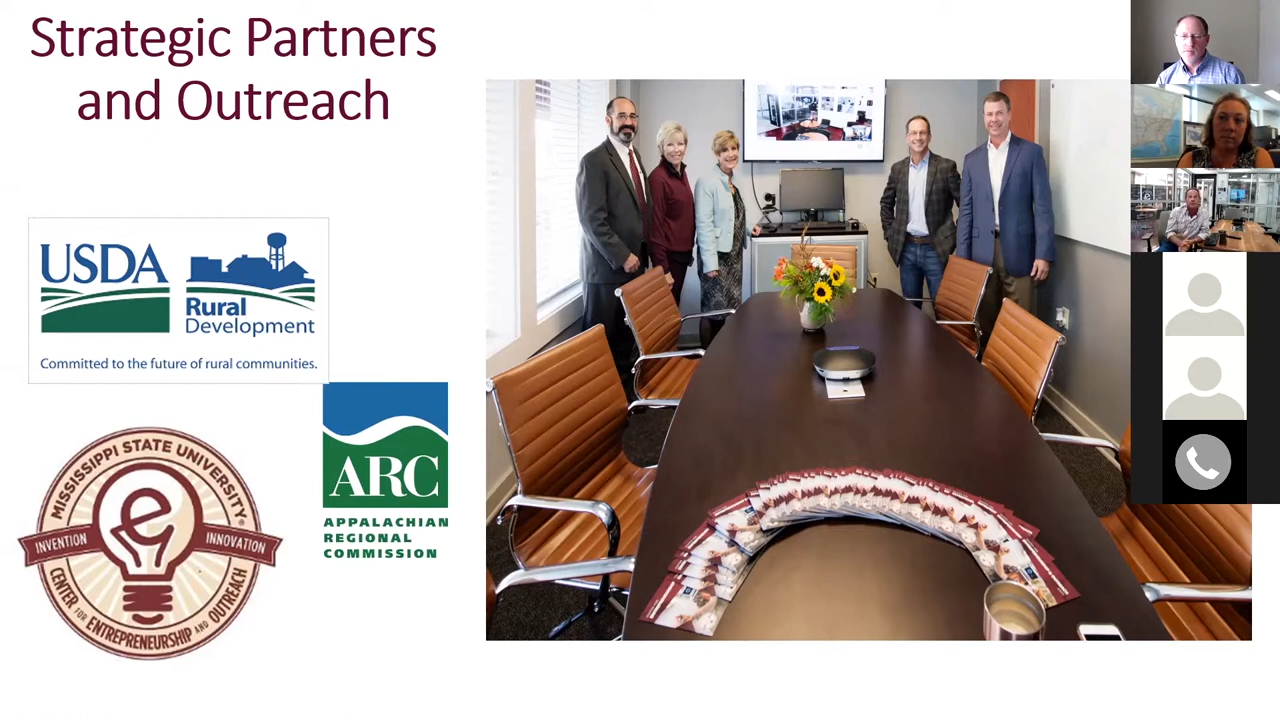 Strategic Partners
and Outreach
USDA
Rural
Development
Committed to the future of rural communities.
ARC
APPALACHIAN
REGIONAL
COMMISSION
MISSISSIPPI STATE UNIVERSITY®
INVENTION
INNOVATION
CENTER FOR ENTREPRENEURSHIP AND OUTREACH